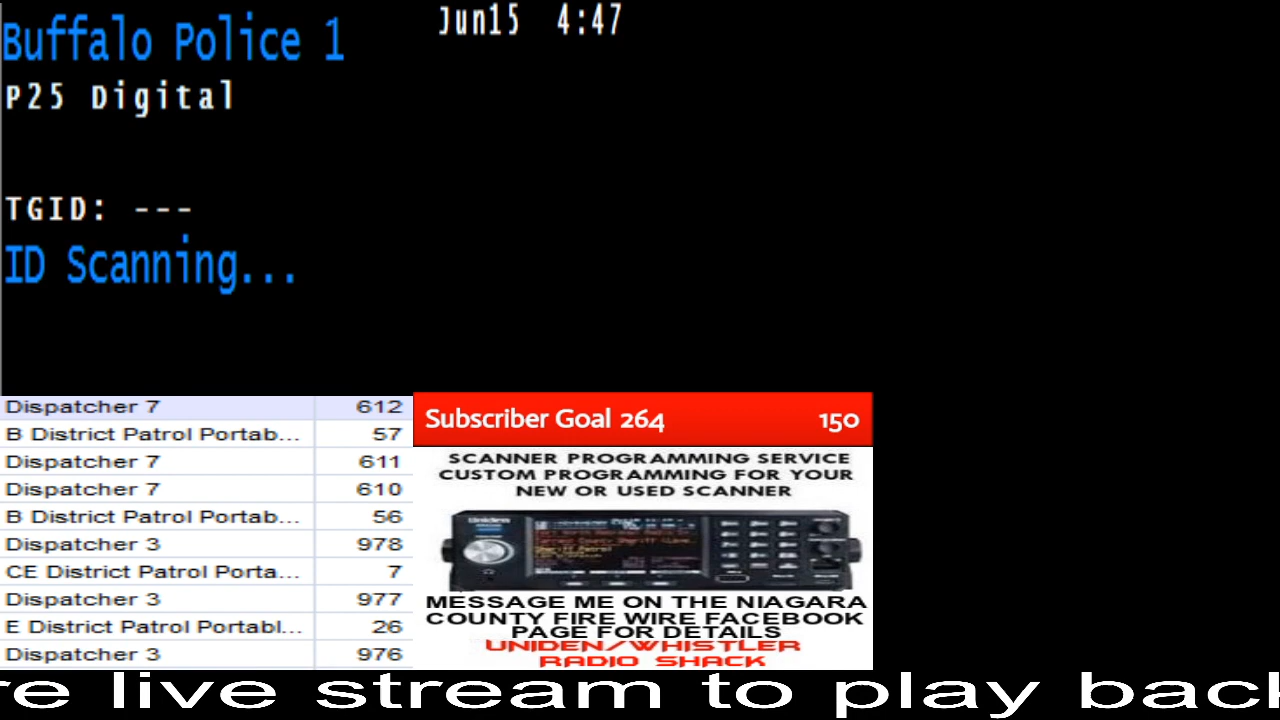 Buffalo Police 1
Jun15 4:47
P25 Digital
TGID: ---
ID Scanning...
Dispatcher 7 612
B District Patrol Portab... 57
Dispatcher 7 611
Dispatcher 7 610
B District Patrol Portab... 56
Dispatcher 3 978
CE District Patrol Porta... 7
Dispatcher 3 977
E District Patrol Portabl... 26
Dispatcher 3 976
Subscriber Goal 264 150
SCANNER PROGRAMMING SERVICE
CUSTOM PROGRAMMING FOR YOUR
NEW OR USED SCANNER
Uniden
MESSAGE ME ON THE NIAGARA
COUNTY FIRE WIRE FACEBOOK
PAGE FOR DETAILS
UNIDEN/WHISTLER
RADIO SHACK
re live stream to play back